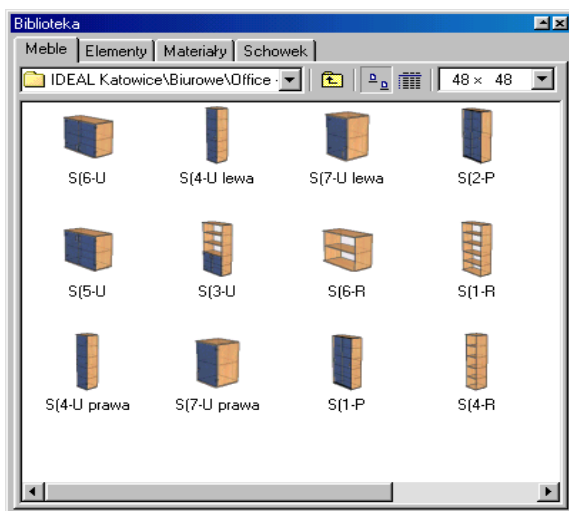 Biblioteka
Meble Elementy Materiały Schowek
IDEAL Katowice\Biurowe\Office - 48 × 48
S(6-U S(4-U lewa S(7-U lewa S(2-P
S(5-U S(3-U S(6-R S(1-R
S(4-U prawa S(7-U prawa S(1-P S(4-R